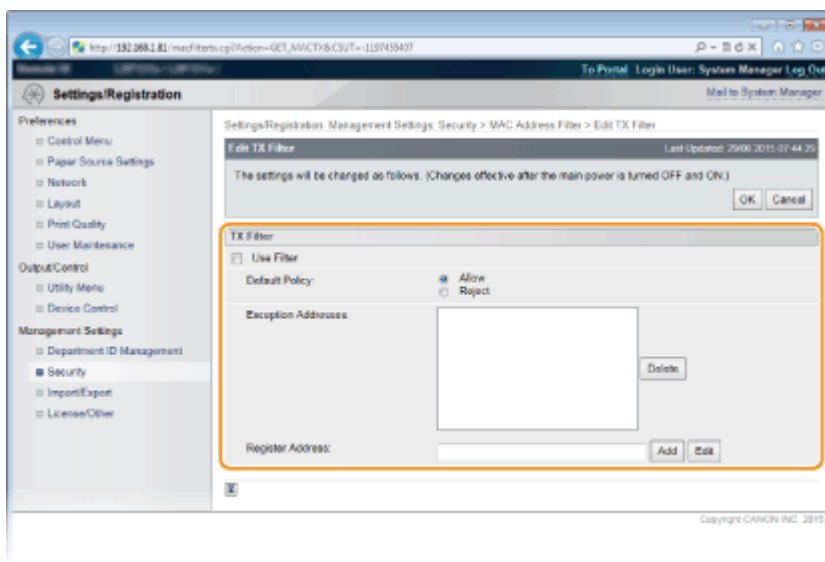 http://192.168.1.81/macfilterts.cgi?Action=GET_MACTX&CSUT=-1197455407
To Portal Login User: System Manager Log Out
Settings/Registration
Mail to System Manager
Preferences
Control Menu
Paper Source Settings
Network
Layout
Print Quality
User Maintenance
Output/Control
Utility Menu
Device Control
Management Settings
Department ID Management
Security
Import/Export
License/Other
Settings/Registration: Management Settings: Security > MAC Address Filter > Edit TX Filter
Edit TX Filter
Last Updated: 29/06 2015 07:44:29
The settings will be changed as follows. (Changes effective after the main power is turned OFF and ON.)
OK Cancel
TX Filter
Use Filter
Default Policy:
Allow
Reject
Exception Addresses:
Delete
Register Address:
Add Edit
Copyright CANON INC. 2015